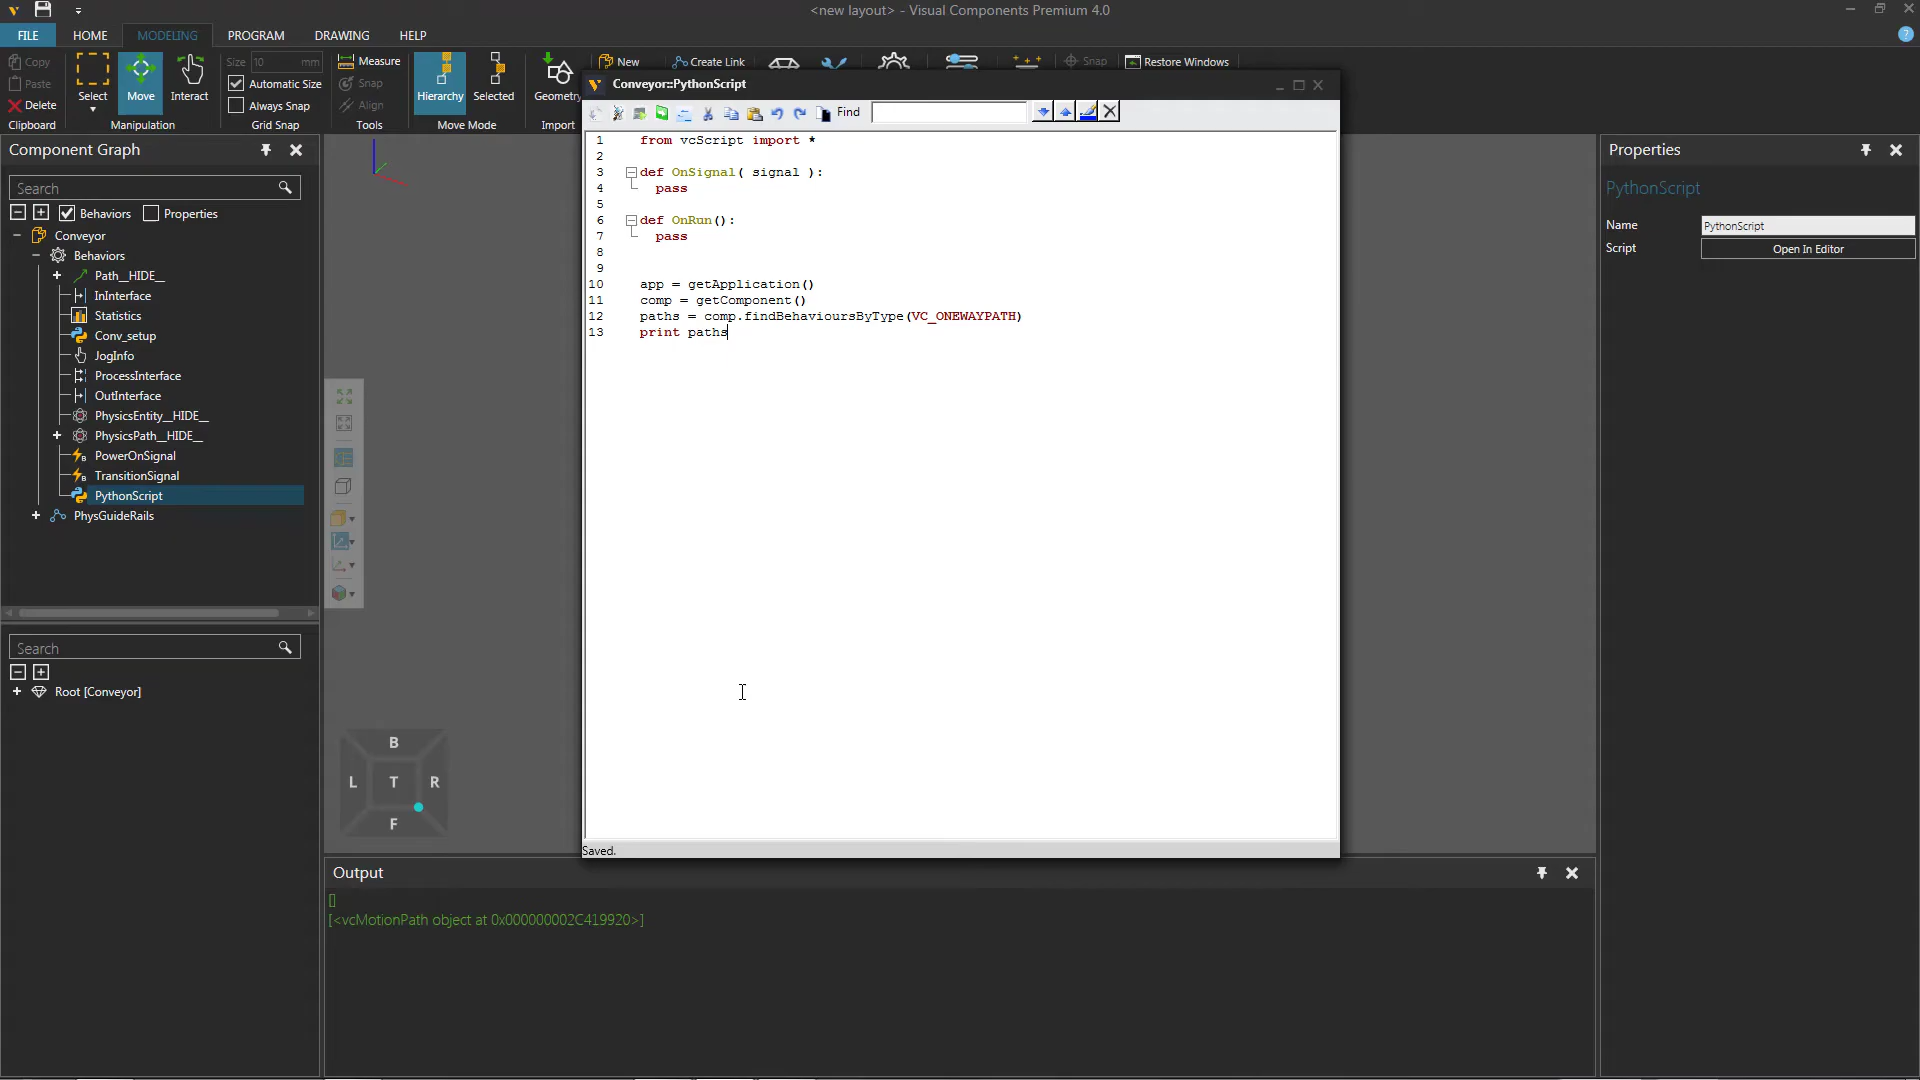 <new layout> - Visual Components Premium 4.0
FILE HOME MODELING PROGRAM DRAWING HELP
Copy
Paste
Delete
Clipboard
Select
Move
Interact
Manipulation
Size 10 mm
Automatic Size
Always Snap
Grid Snap
Measure
Snap
Align
Tools
Hierarchy
Selected
Move Mode
Geometry
Import
New
Create Link
Snap
Restore Windows
Component Graph
Search
Behaviors
Properties
Conveyor
Behaviors
Path__HIDE__
InInterface
Statistics
Conv_setup
JogInfo
ProcessInterface
OutInterface
PhysicsEntity__HIDE__
PhysicsPath__HIDE__
PowerOnSignal
TransitionSignal
PythonScript
PhysGuideRails
Search
Root [Conveyor]
B
L T R
F
Conveyor::PythonScript
Find
1 from vcScript import *
2
3 def OnSignal( signal ):
4 pass
5
6 def OnRun():
7 pass
8
9
10 app = getApplication()
11 comp = getComponent()
12 paths = comp.findBehavioursByType(VC_ONEWAYPATH)
13 print paths
Saved.
Output
[]
[<vcMotionPath object at 0x000000002C419920>]
Properties
PythonScript
Name PythonScript
Script Open In Editor